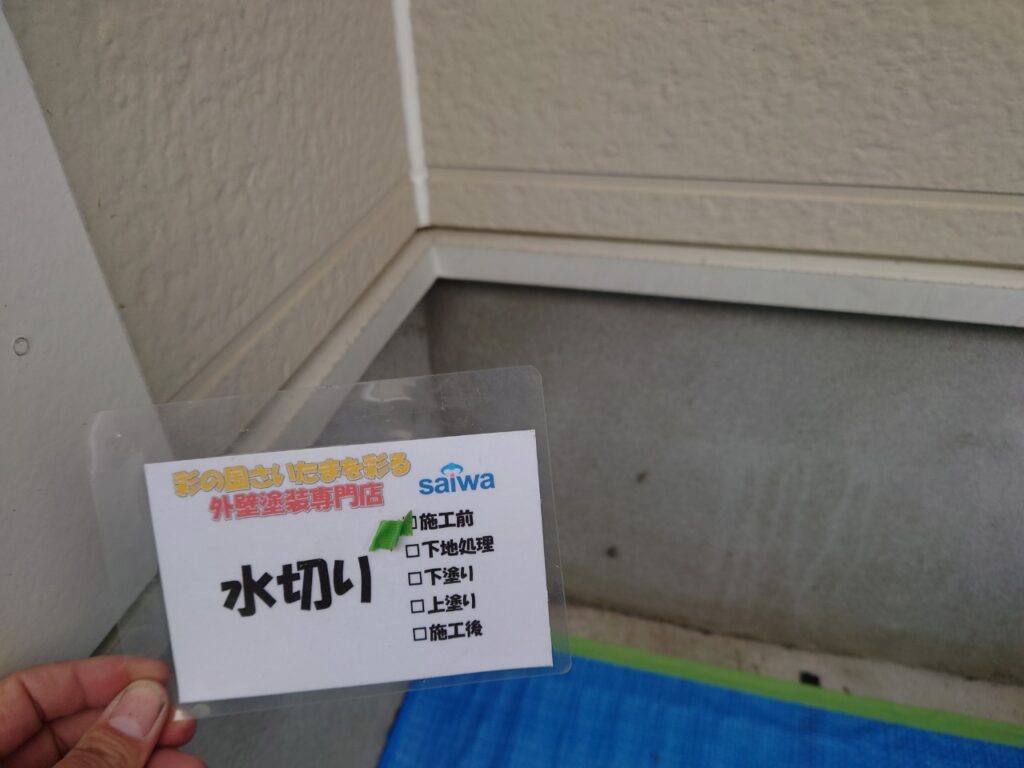 彩の国さいたまを彩る
外壁塗装専門店
saiwa
水切り
□施工前
□下地処理
□下塗り
□上塗り
□施工後